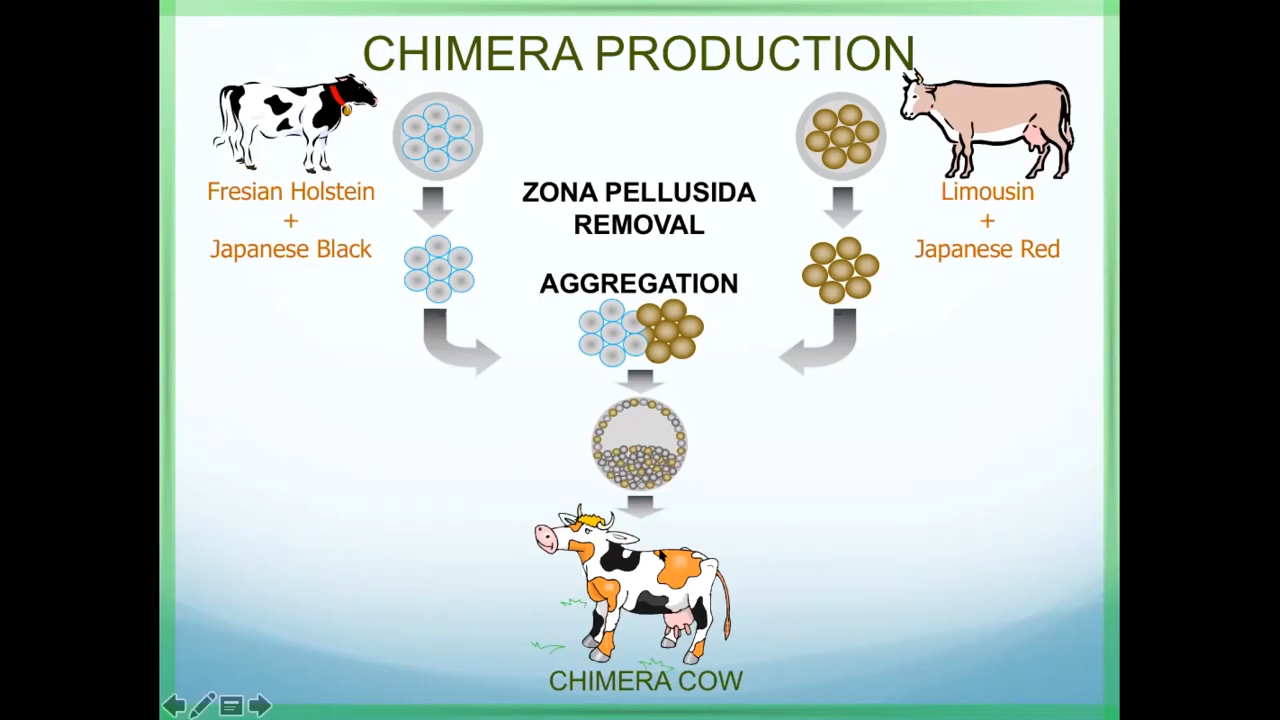 CHIMERA PRODUCTION
Fresian Holstein
+
Japanese Black
ZONA PELLUSIDA
REMOVAL
AGGREGATION
Limousin
+
Japanese Red
CHIMERA COW